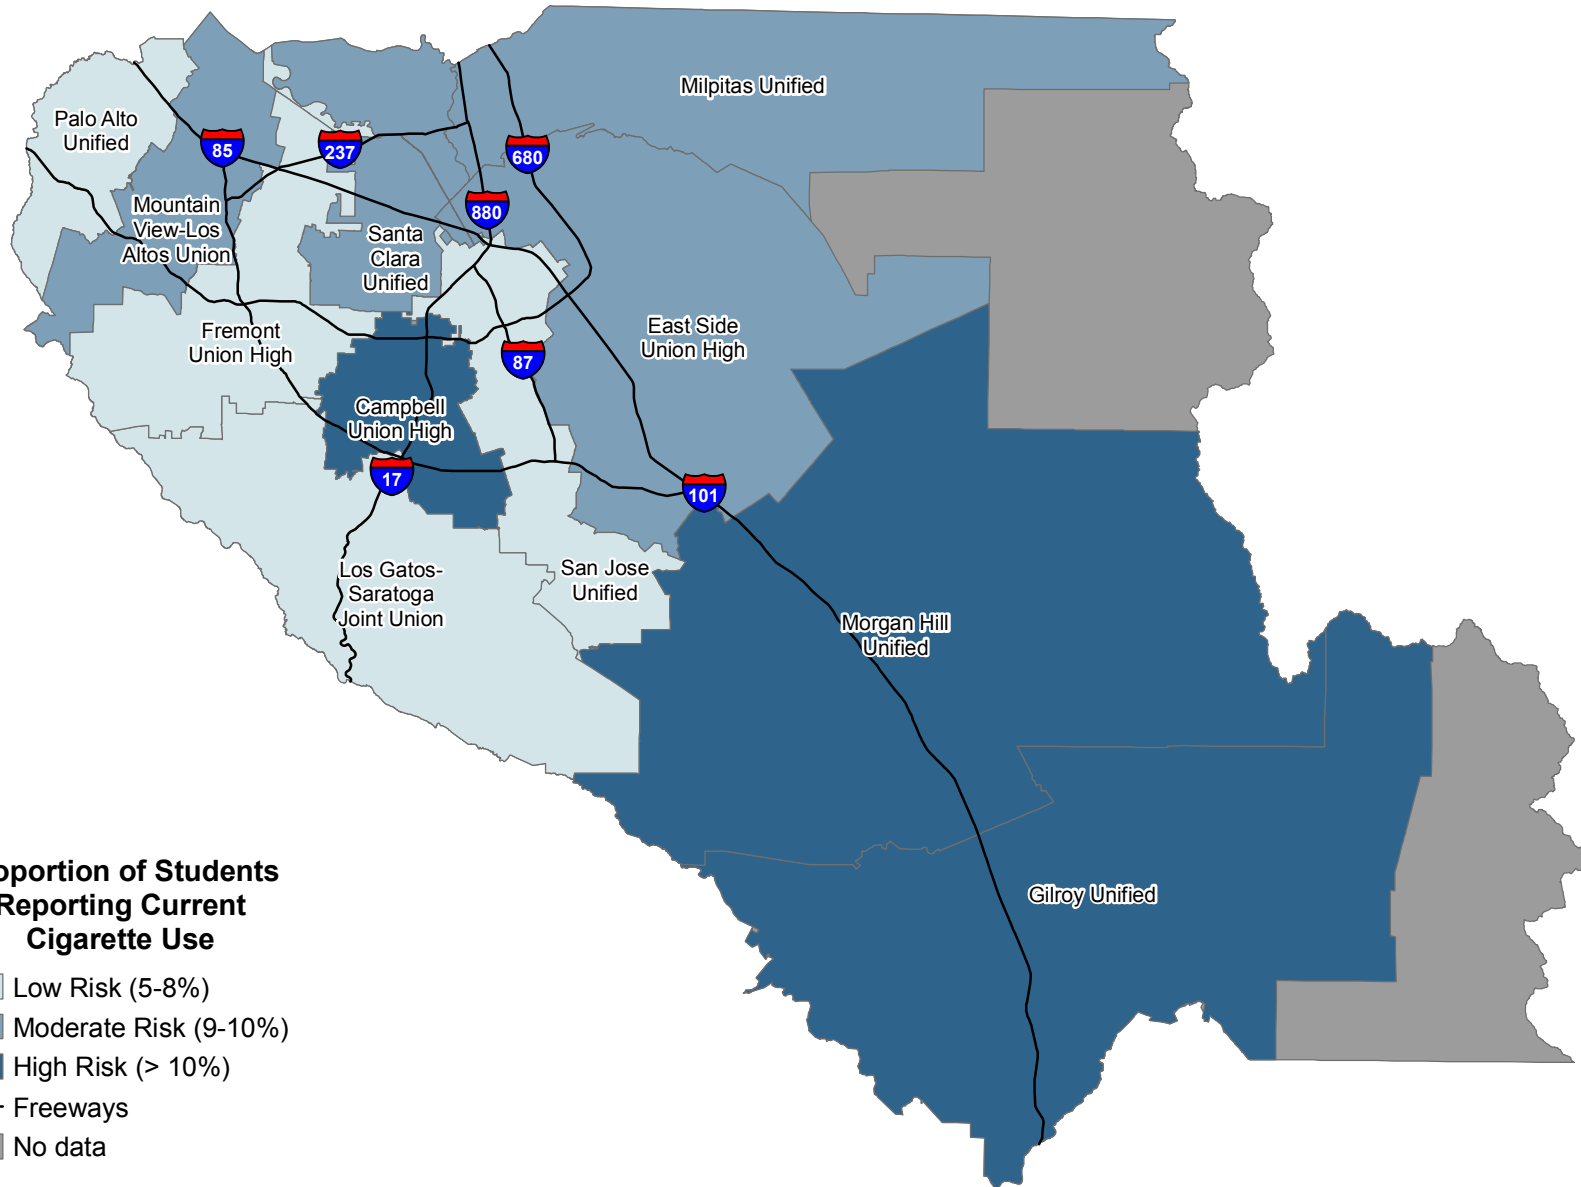 Milpitas Unified
Palo Alto
Unified
85
237
680
880
Mountain
View-Los
Altos Union
Santa
Clara
Unified
East Side
Union High
Fremont
Union High
87
Campbell
Union High
17
101
Los Gatos-
Saratoga
Joint Union
San Jose
Unified
Morgan Hill
Unified
Gilroy Unified
oportion of Students
Reporting Current
Cigarette Use
Low Risk (5-8%)
Moderate Risk (9-10%)
High Risk (> 10%)
Freeways
No data